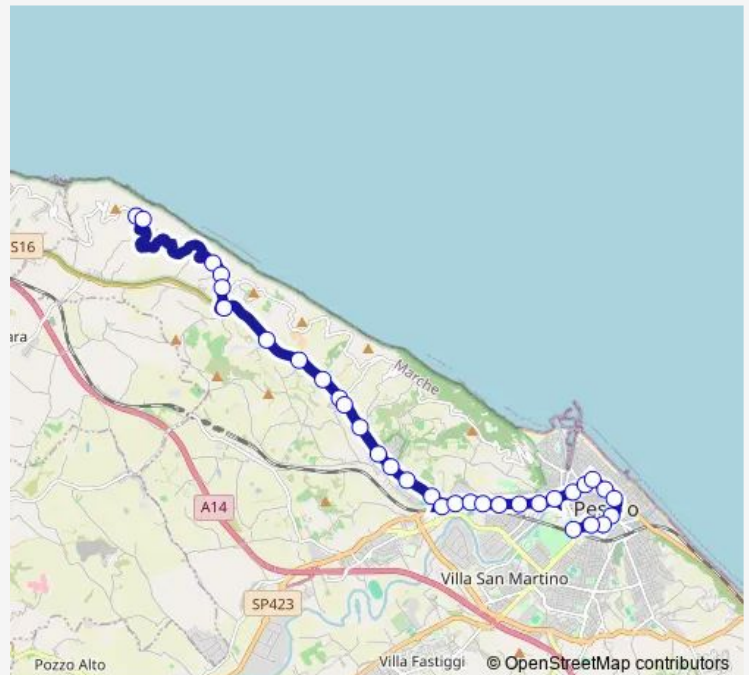 S16
ara
Marche
A14
Pes o
Villa San Martino
SP423
Pozzo Alto
Villa Fastiggi
© OpenStreetMap contributors